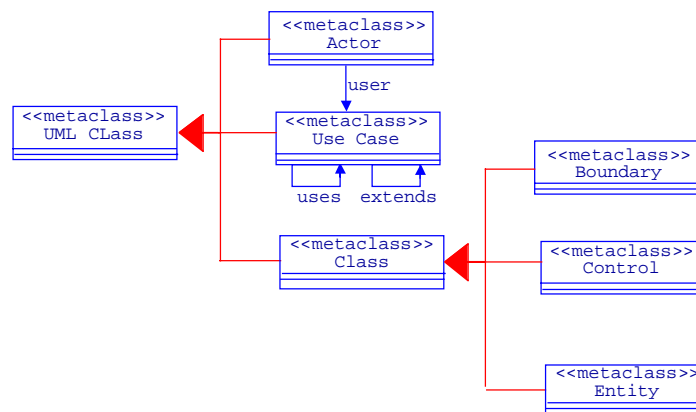 <<metaclass>>
Actor
user
<<metaclass>>
UML CLass
<<metaclass>>
Use Case
uses
extends
<<metaclass>>
Boundary
<<metaclass>>
Class
<<metaclass>>
Control
<<metaclass>>
Entity